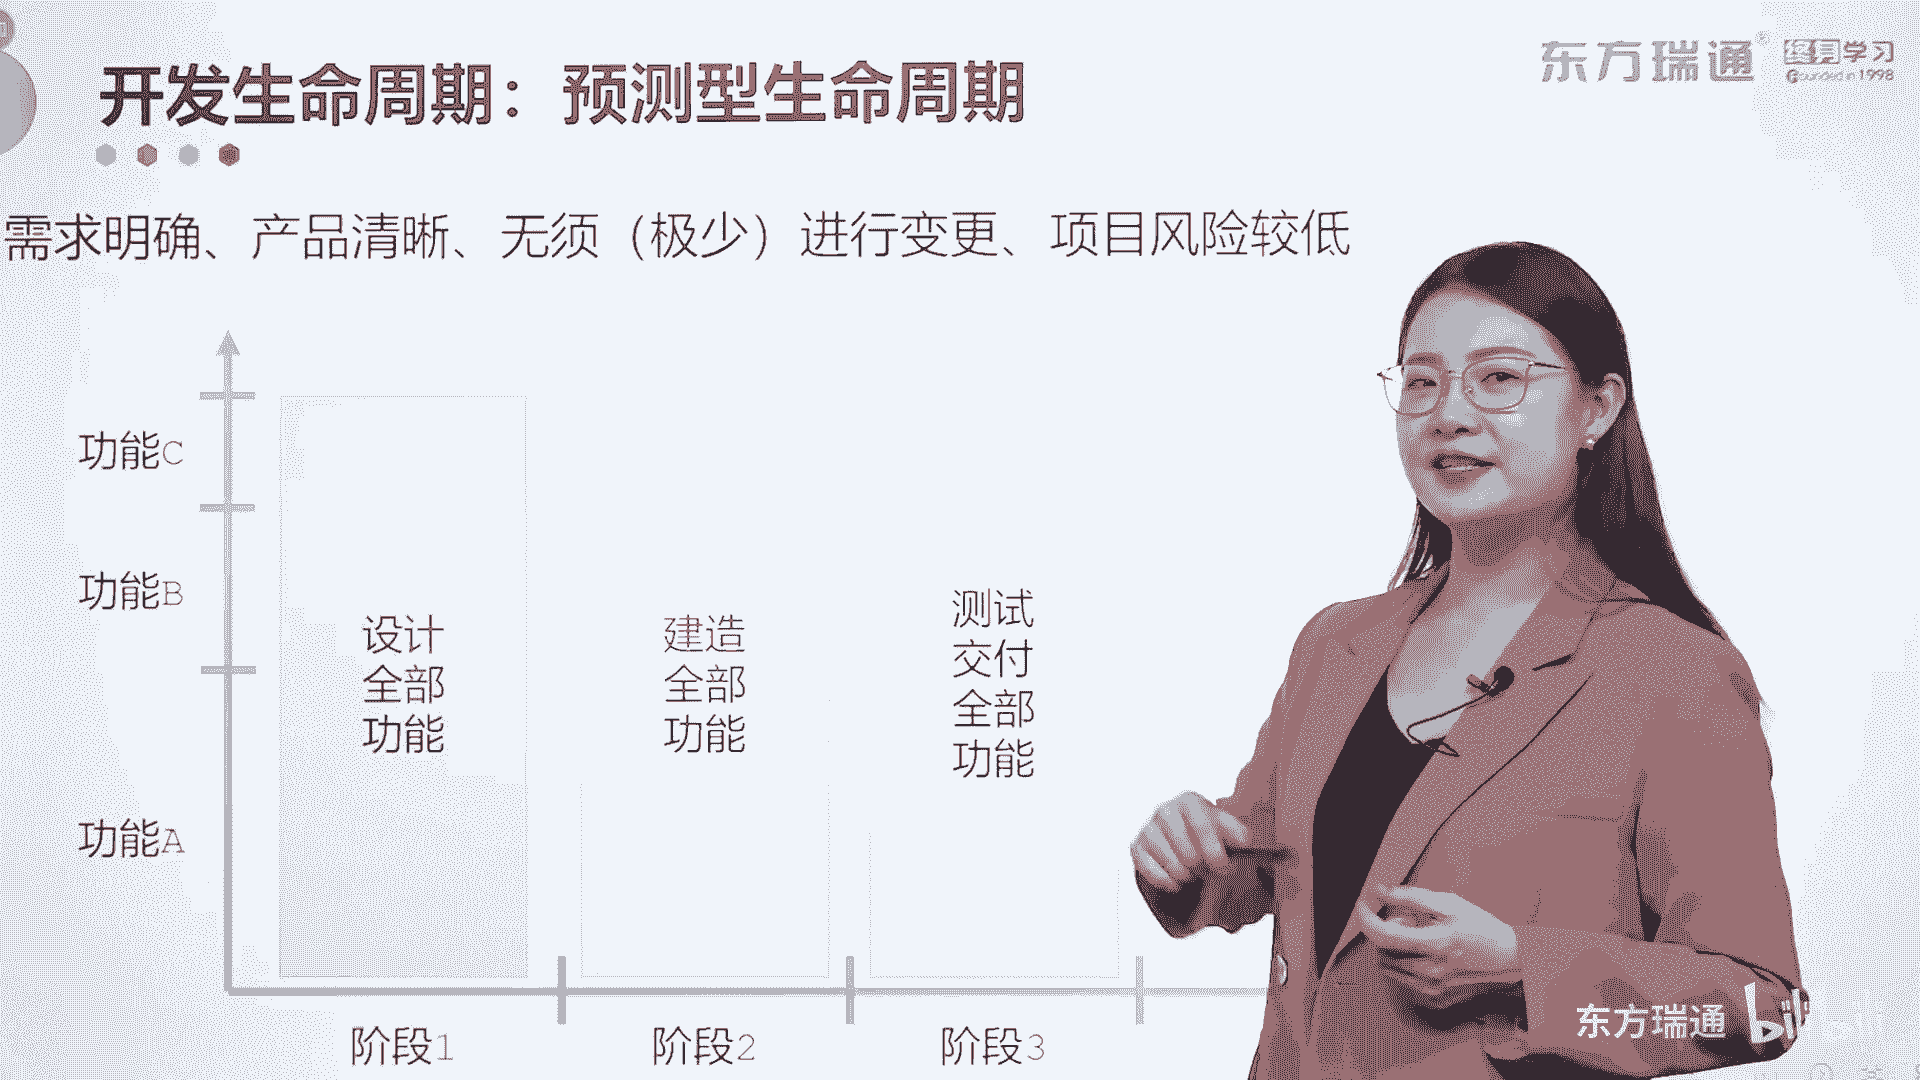 开发生命周期：预测型生命周期
东方瑞通®
终身学习
Founded in 1998
需求明确、产品清晰、无须（极少）进行变更、项目风险较低
功能C
功能B
功能A
设计
全部
功能
建造
全部
功能
测试
交付
全部
功能
阶段1
阶段2
阶段3
东方瑞通
bilibili